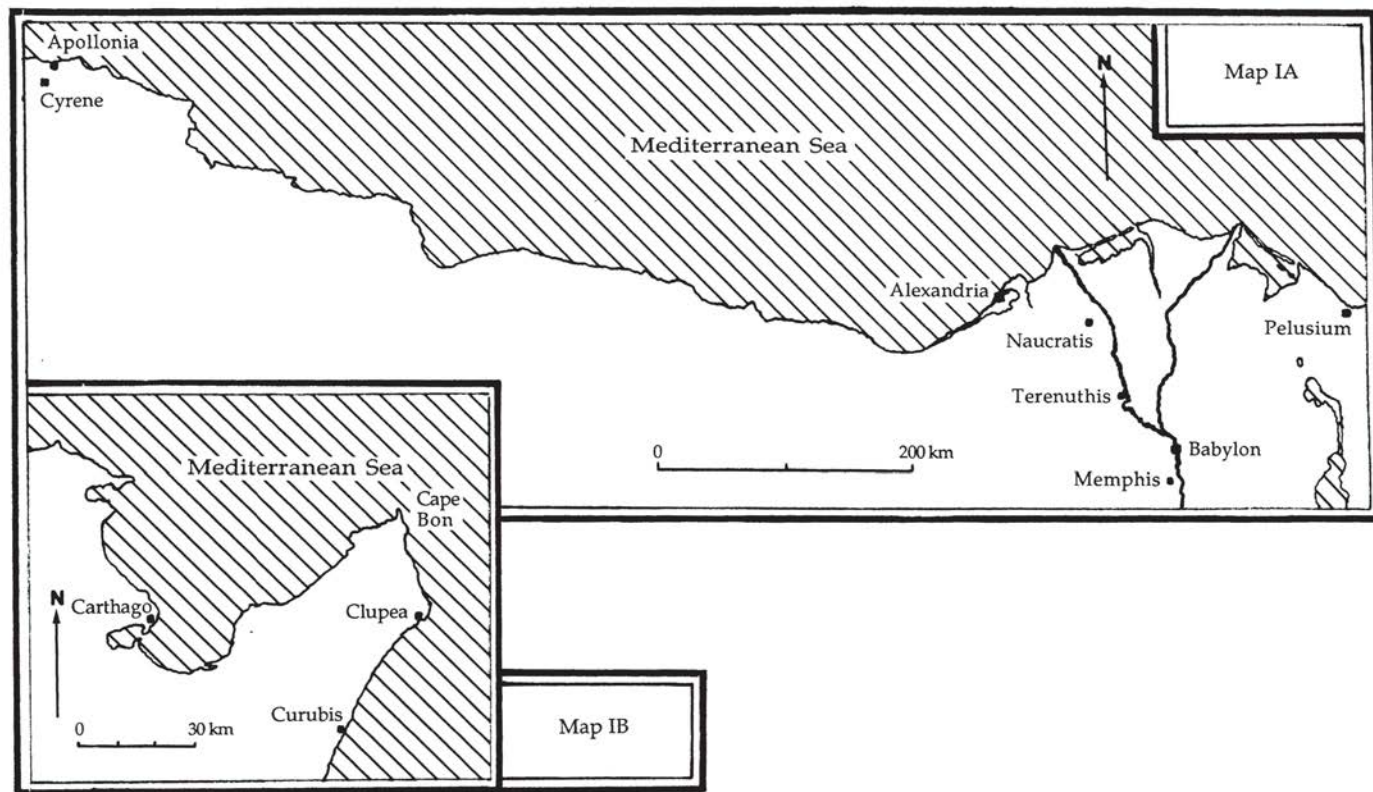 Apollonia
Cyrene
Mediterranean Sea
N
Map IA
Alexandria
Naucratis
Pelusium
Terenuthis
0 200 km
Babylon
Memphis
Mediterranean Sea
Cape
Bon
N
Carthago
Clupea
Curubis
0 30 km
Map IB